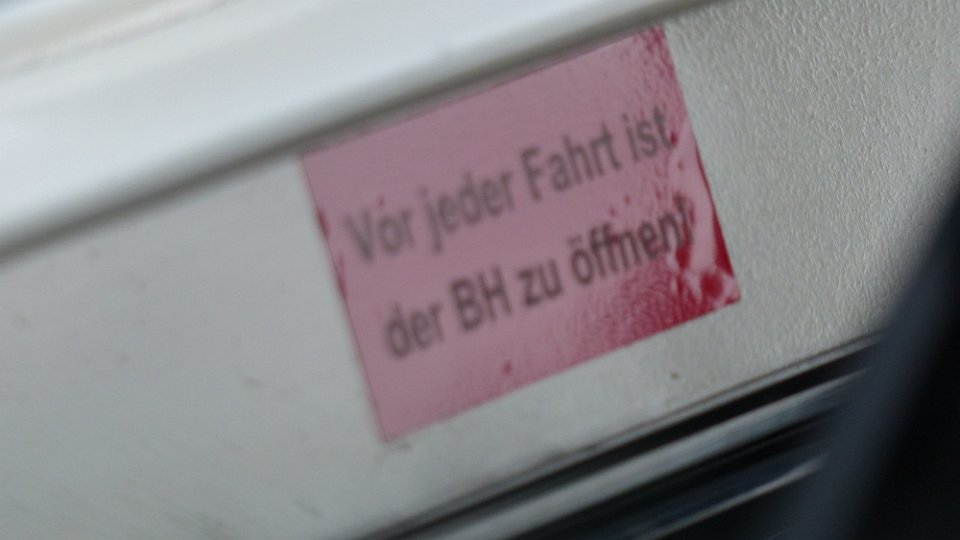 Vor jeder Fahrt ist
der BH zu öffnen!